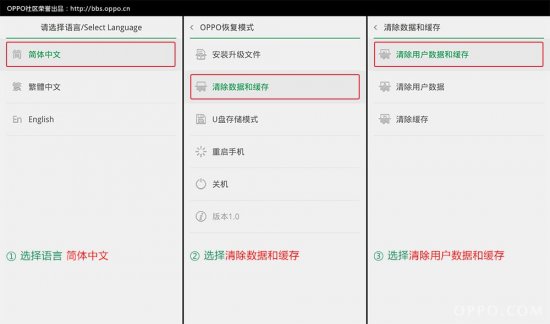 OPPO社区荣誉出品：http://bbs.oppo.cn
请选择语言/Select Language
简 简体中文
繁 繁體中文
En English
① 选择语言 简体中文
OPPO恢复模式
安装升级文件
清除数据和缓存
U盘存储模式
重启手机
关机
版本1.0
② 选择清除数据和缓存
清除数据和缓存
清除用户数据和缓存
清除用户数据
清除缓存
③ 选择清除用户数据和缓存
OPPO.COM